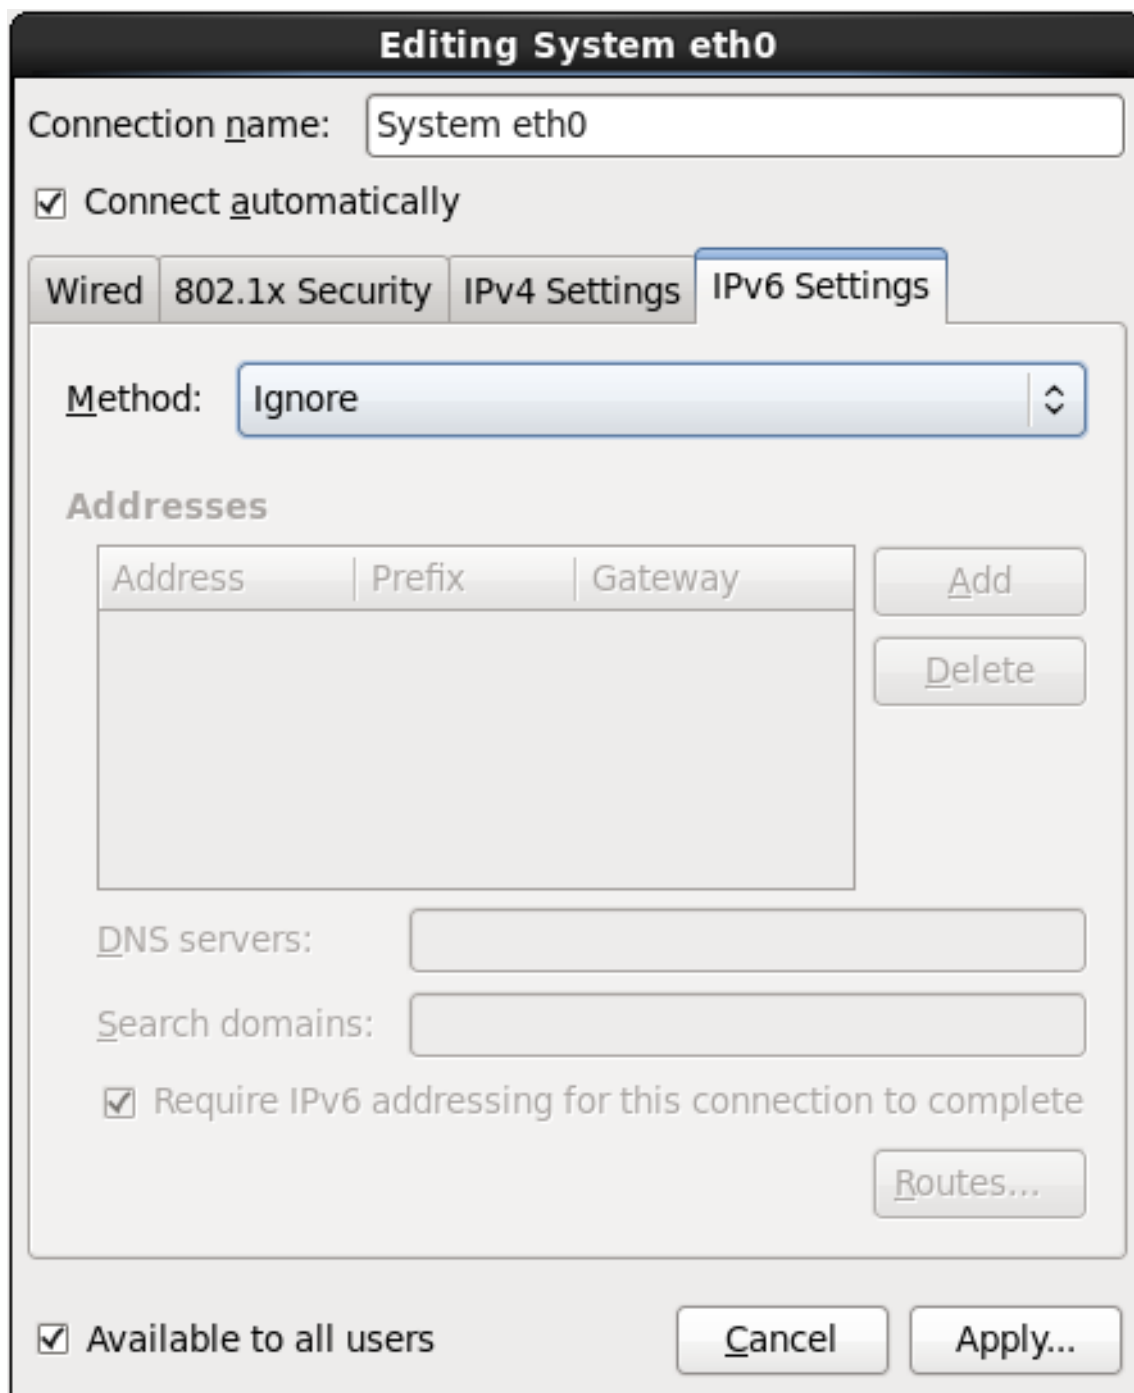 Editing System eth0
Connection name: System eth0
Connect automatically
Wired 802.1x Security IPv4 Settings IPv6 Settings
Method: Ignore
Addresses
Address Prefix Gateway Add
Delete
DNS servers:
Search domains:
Require IPv6 addressing for this connection to complete
Routes...
Available to all users Cancel Apply...